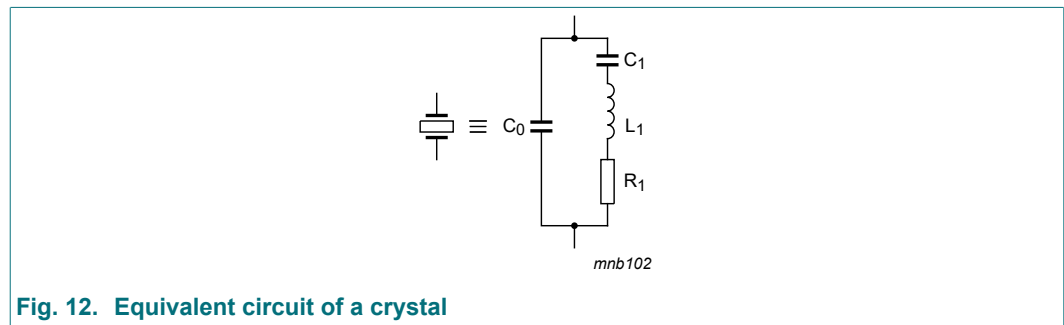 C1
C0
L1
R1
mnb102
Fig. 12. Equivalent circuit of a crystal